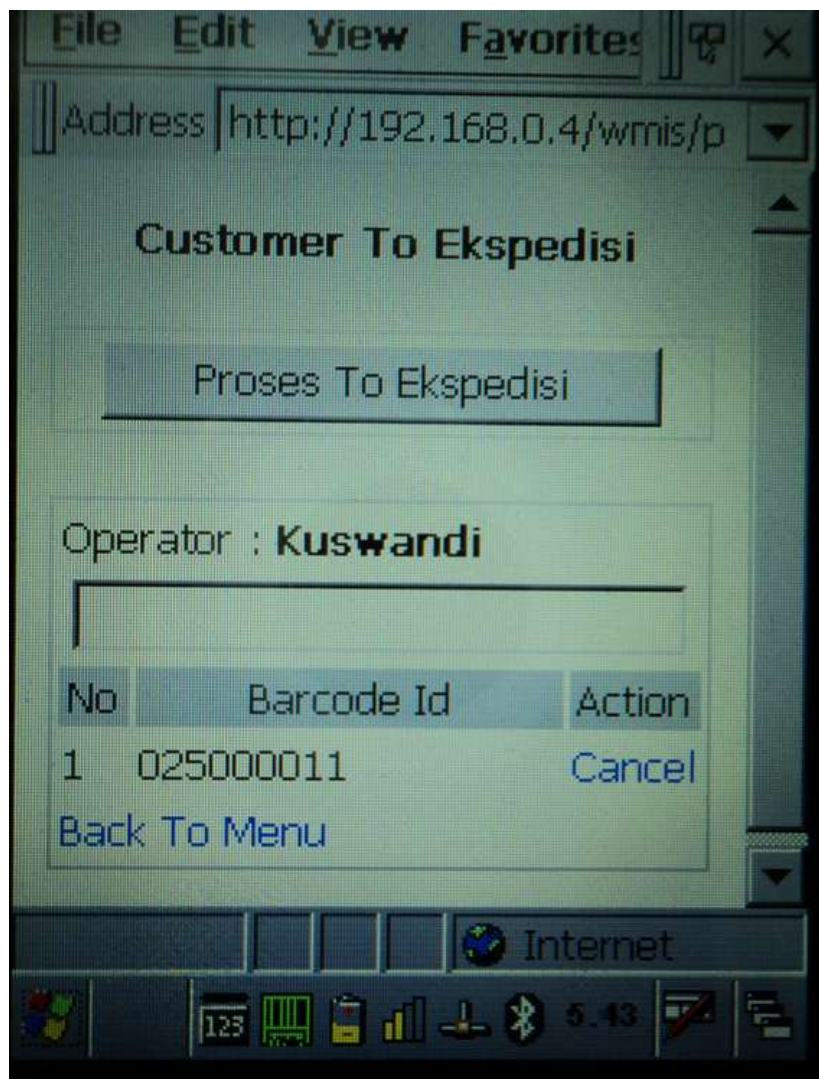 File Edit View Favorites
Address http://192.168.0.4/wmis/p
Customer To Ekspedisi
Proses To Ekspedisi
Operator : Kuswandi
No Barcode Id Action
1 025000011 Cancel
Back To Menu
Internet
123 5.43